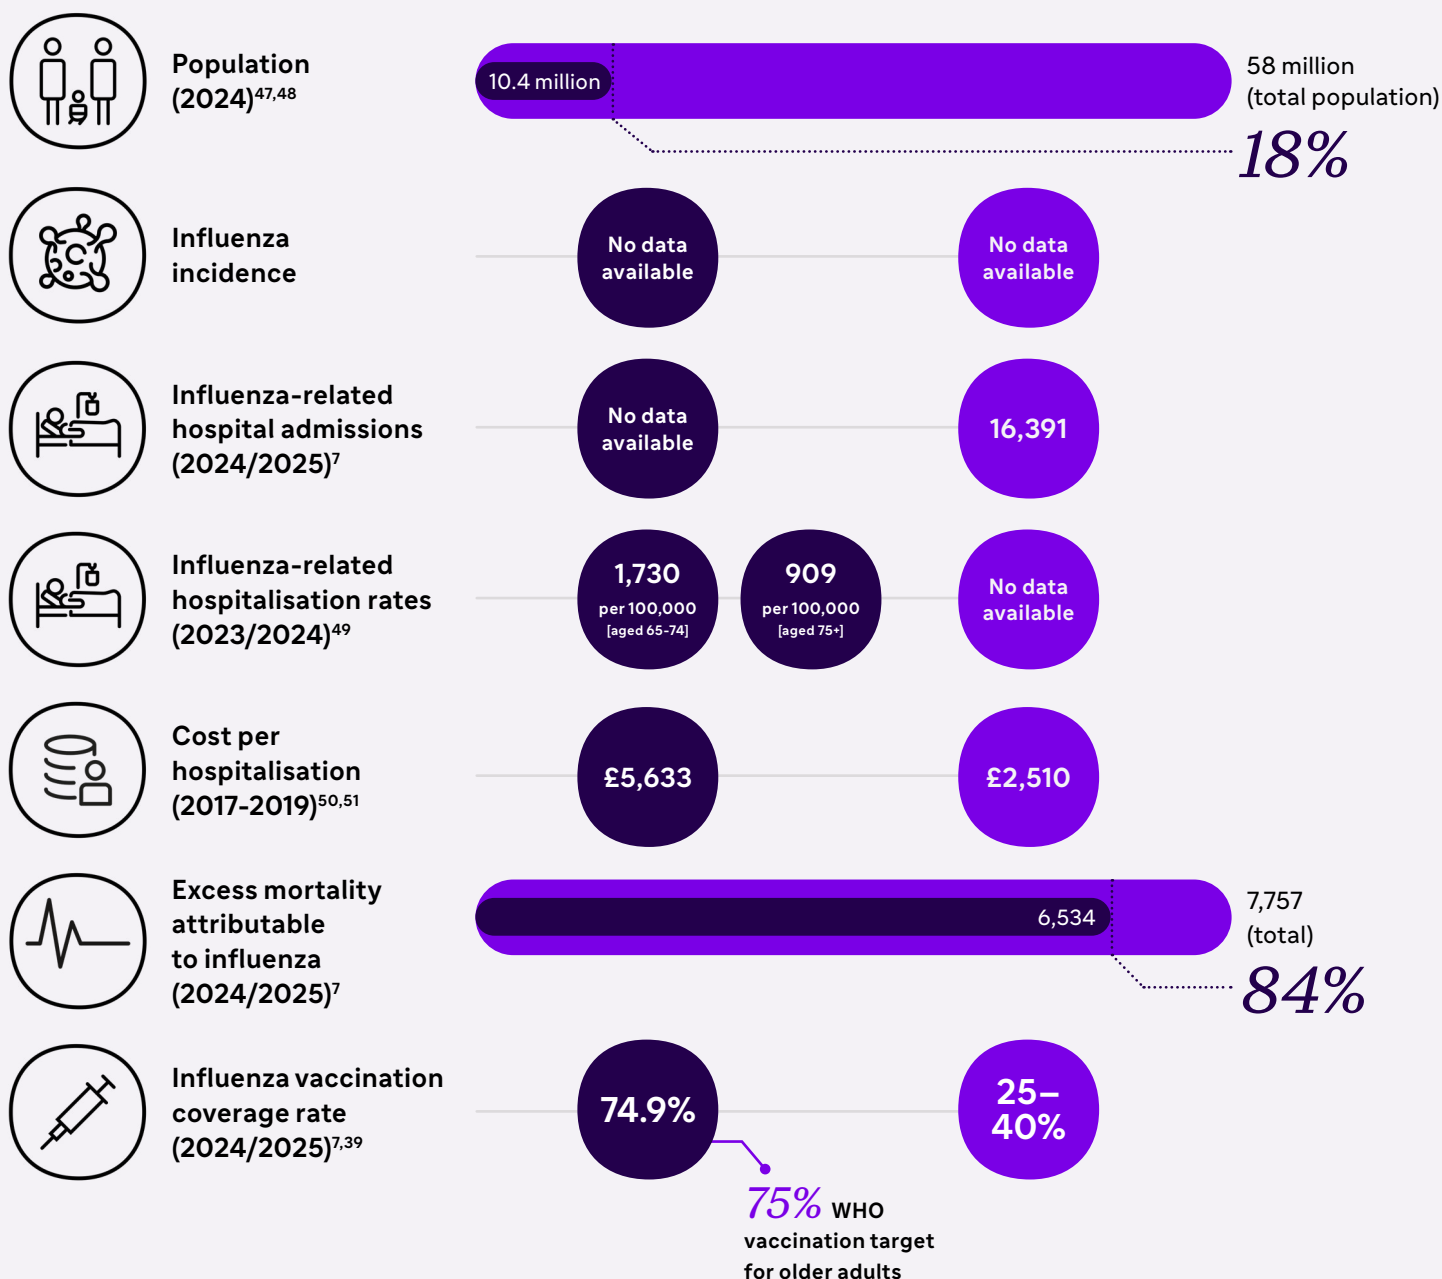 Population
(2024)47,48
10.4 million
58 million
(total population)
18%
Influenza
incidence
No data
available
No data
available
Influenza-related
hospital admissions
(2024/2025)7
No data
available
16,391
Influenza-related
hospitalisation rates
(2023/2024)49
1,730
per 100,000
[aged 65-74]
909
per 100,000
[aged 75+]
No data
available
Cost per
hospitalisation
(2017-2019)50,51
£5,633
£2,510
Excess mortality
attributable
to influenza
(2024/2025)7
6,534
7,757
(total)
84%
Influenza vaccination
coverage rate
(2024/2025)7,39
74.9%
25–
40%
75% WHO
vaccination target
for older adults